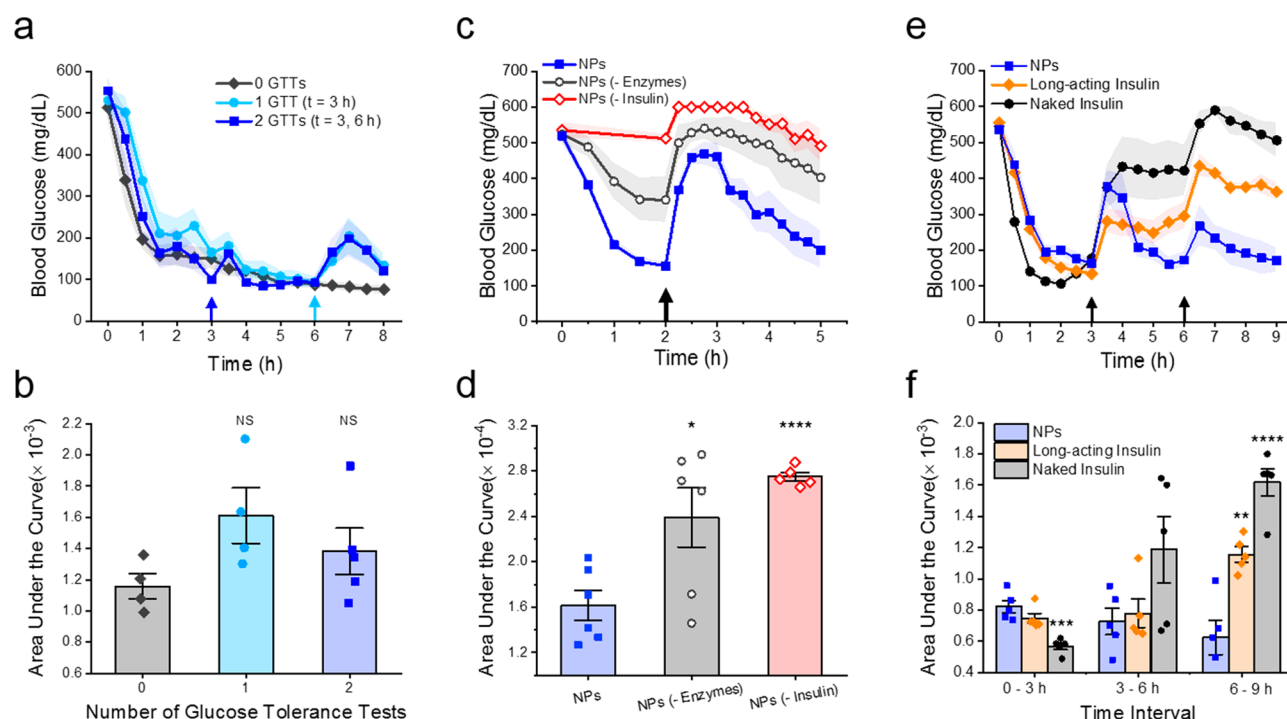 a
Blood Glucose (mg/dL)
600
500
400
300
200
100
0
0 GTTs
1 GTT (t = 3 h)
2 GTTs (t = 3, 6 h)
0 1 2 3 4 5 6 7 8
Time (h)
c
NPs
NPs (- Enzymes)
NPs (- Insulin)
Blood Glucose (mg/dL)
700
600
500
400
300
200
100
0
0 1 2 3 4 5
Time (h)
e
NPs
Long-acting Insulin
Naked Insulin
Blood Glucose (mg/dL)
700
600
500
400
300
200
100
0
0 1 2 3 4 5 6 7 8 9
Time (h)
b
Area Under the Curve(× 10⁻³)
2.2
2.0
1.8
1.6
1.4
1.2
1.0
0.8
0.6
NS
NS
0 1 2
Number of Glucose Tolerance Tests
d
Area Under the Curve(× 10⁻⁴)
3.2
2.8
2.4
2.0
1.6
1.2
*
****
NPs
NPs (- Enzymes)
NPs (- Insulin)
f
Area Under the Curve(× 10⁻³)
2.0
1.8
1.6
1.4
1.2
1.0
0.8
0.6
0.4
NPs
Long-acting Insulin
Naked Insulin
***
**
****
0 - 3 h 3 - 6h 6 - 9h
Time Interval